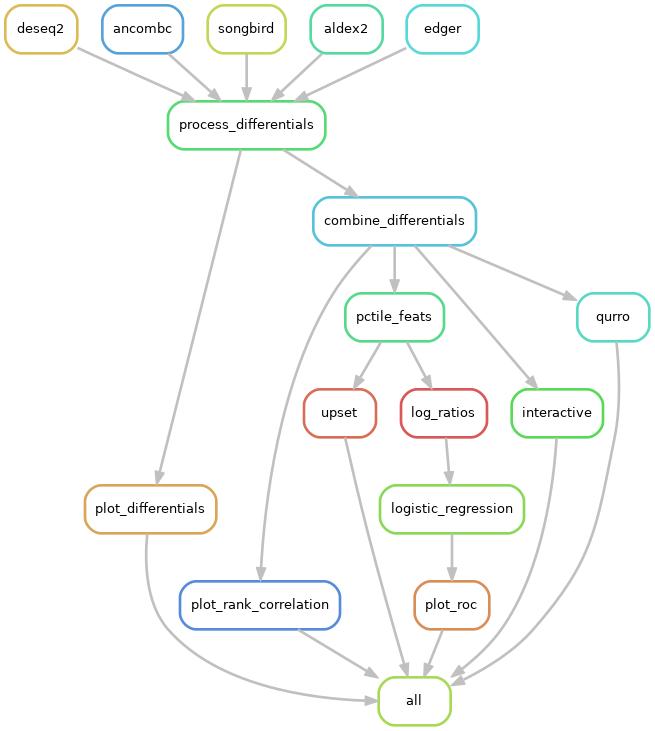 deseq2
ancombc
songbird
aldex2
edger
process_differentials
combine_differentials
pctile_feats
qurro
upset
log_ratios
interactive
plot_differentials
logistic_regression
plot_rank_correlation
plot_roc
all